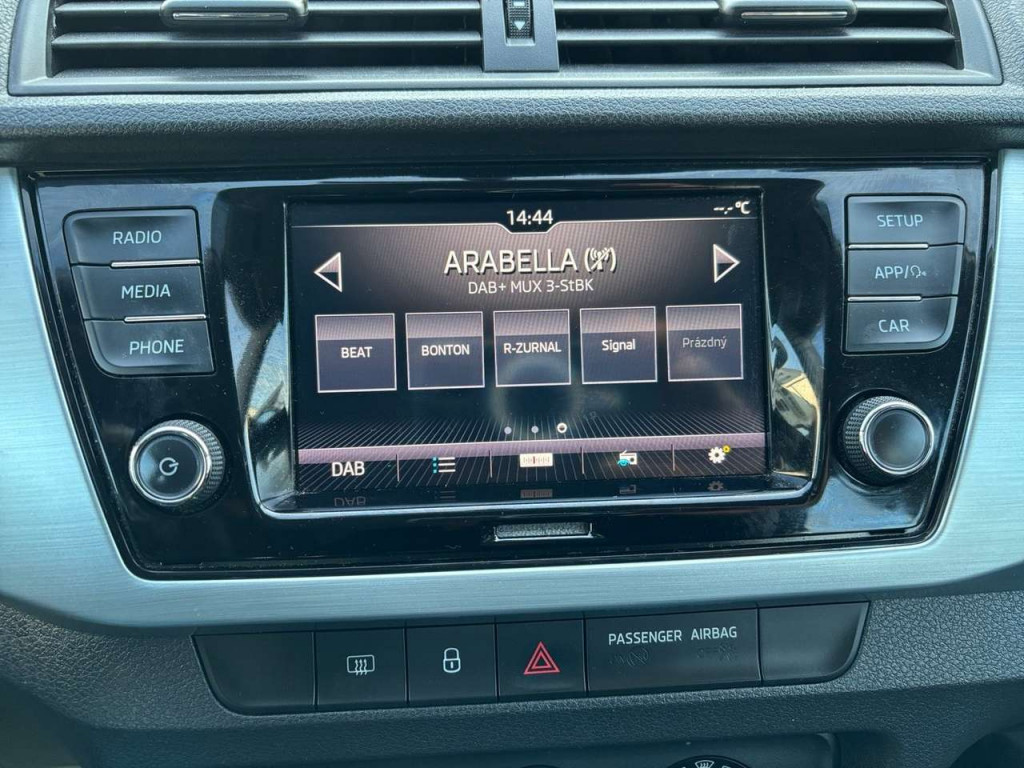 14:44
--.-°C
RADIO
MEDIA
PHONE
ARABELLA
DAB+ MUX 3-StBK
BEAT
BONTON
R-ZURNAL
Signal
Prázdný
DAB
SETUP
APP/
CAR
PASSENGER AIRBAG